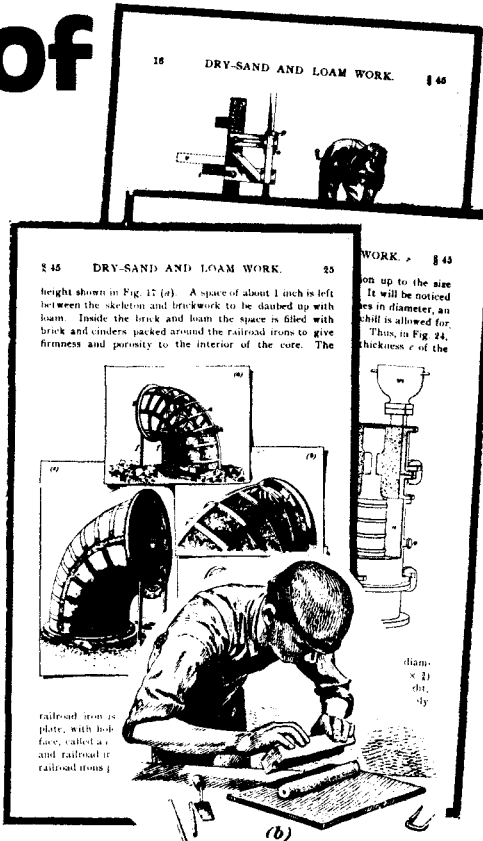 of
16 DRY-SAND AND LOAM WORK. § 45
WORK. § 45
§ 45 DRY-SAND AND LOAM WORK. 25
height shown in Fig. 17 (a). A space of about 1 inch is left
between the skeleton and brickwork to be daubed up with
loam. Inside the brick and loam the space is filled with
brick and cinders packed around the railroad irons to give
firmness and porosity to the interior of the core. The
ion up to the size
It will be noticed
es in diameter, an
chill is allowed for.
Thus, in Fig. 24,
thickness c of the
(a)
(b)
(c)
diam-
railroad iron is
plate, with
face, called a
and railroad
railroad irons
(b)